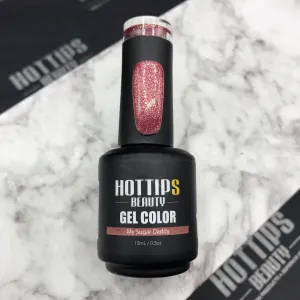 HOTTIPS
BEAUTY
HOTTIPS
BEAUTY
GEL COLOR
My Sugar Daddy
15mL / 0.5oz
HOTTIPS
BEAUTY